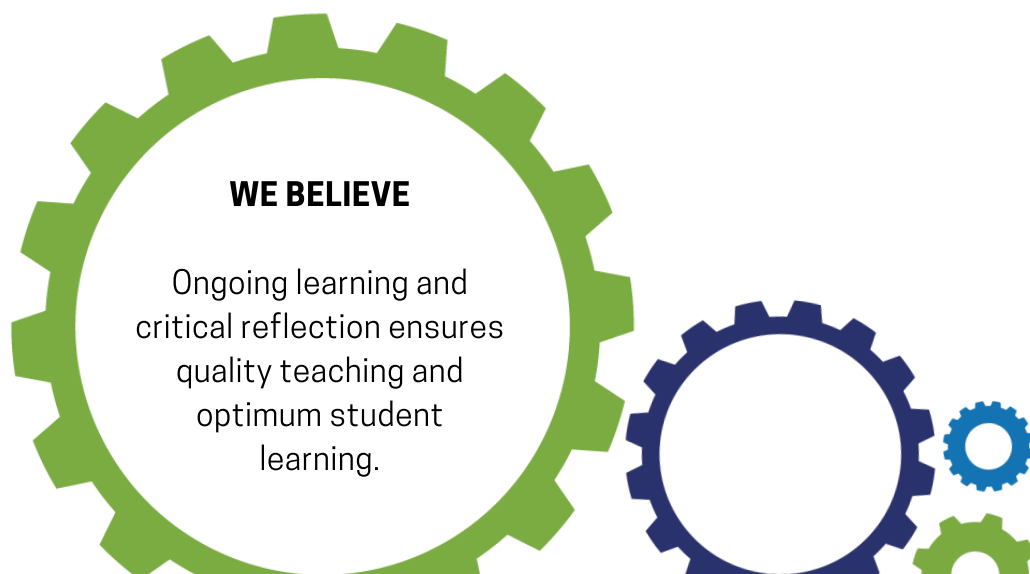 WE BELIEVE
Ongoing learning and
critical reflection ensures
quality teaching and
optimum student
learning.